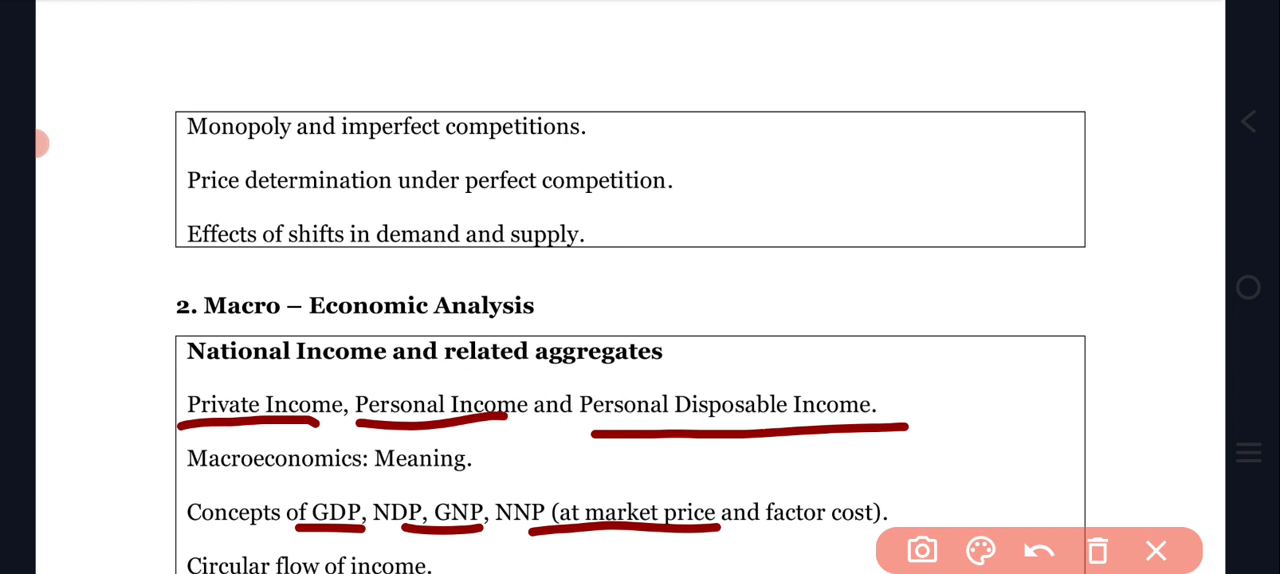 Monopoly and imperfect competitions.
Price determination under perfect competition.
Effects of shifts in demand and supply.
2. Macro – Economic Analysis
National Income and related aggregates
Private Income, Personal Income and Personal Disposable Income.
Macroeconomics: Meaning.
Concepts of GDP, NDP, GNP, NNP (at market price and factor cost).
Circular flow of income.